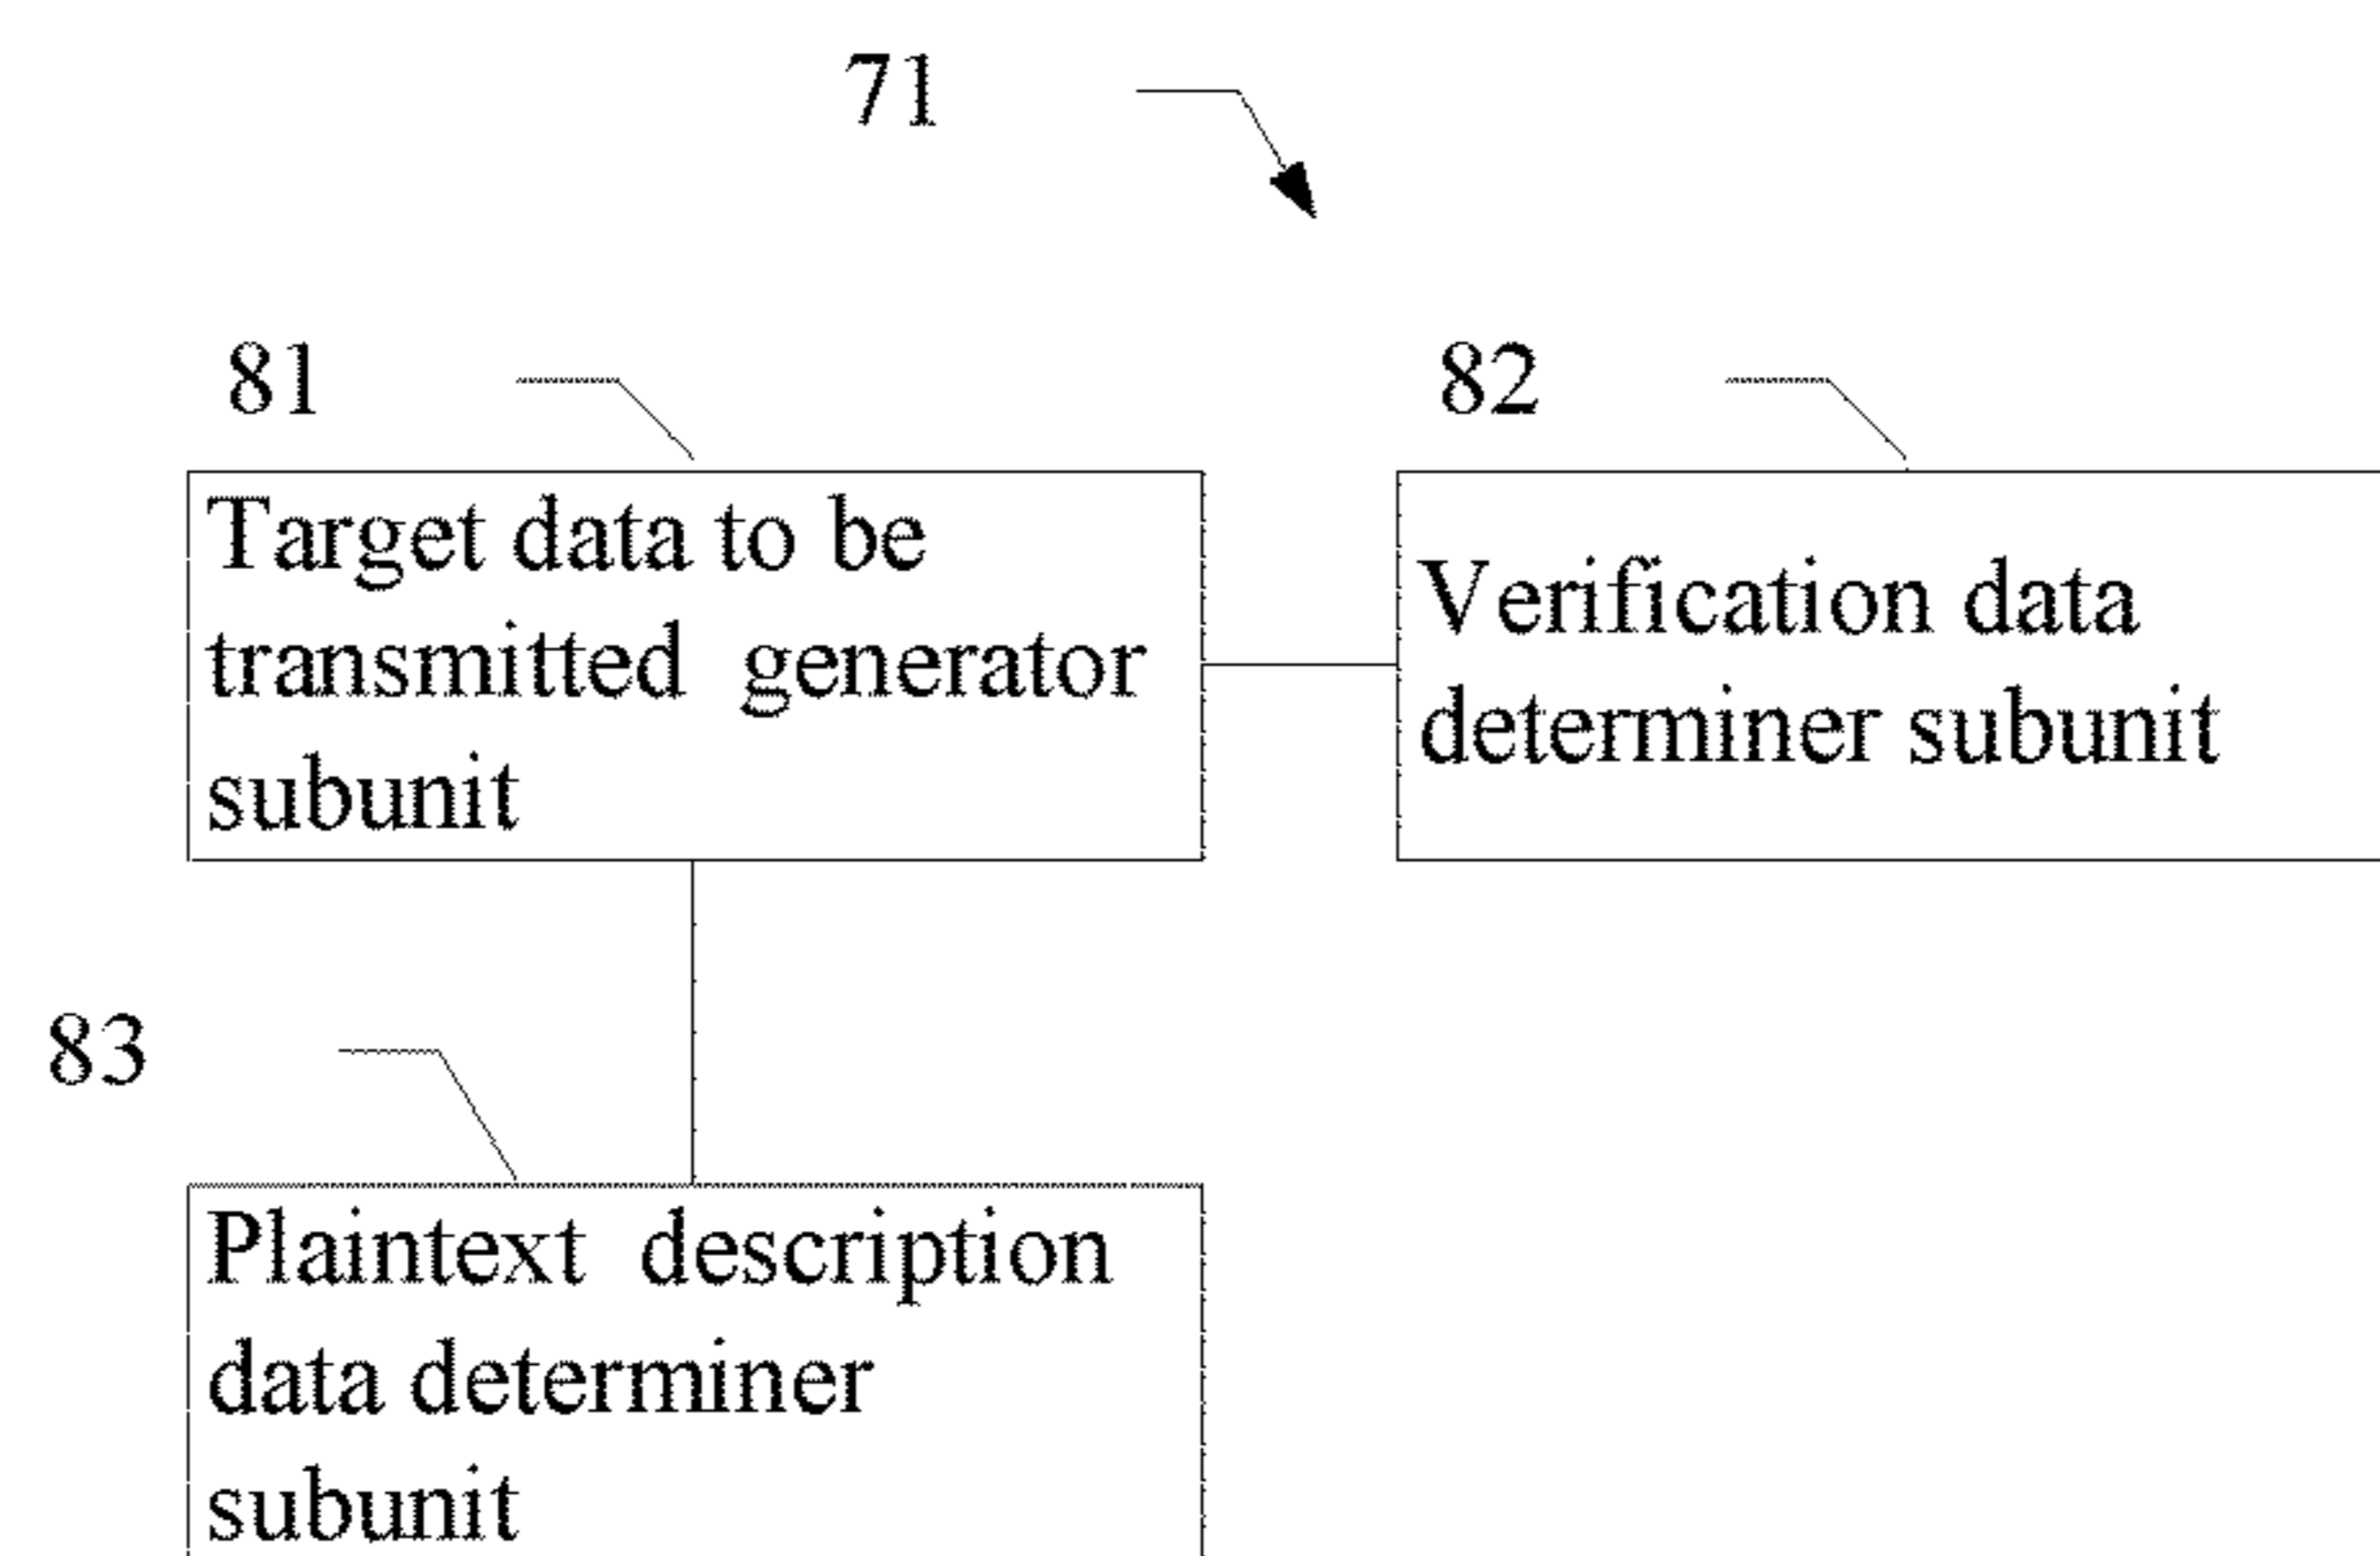 71
81
82
Target data to be
transmitted generator
subunit
Verification data
determiner subunit
83
Plaintext description
data determiner
subunit